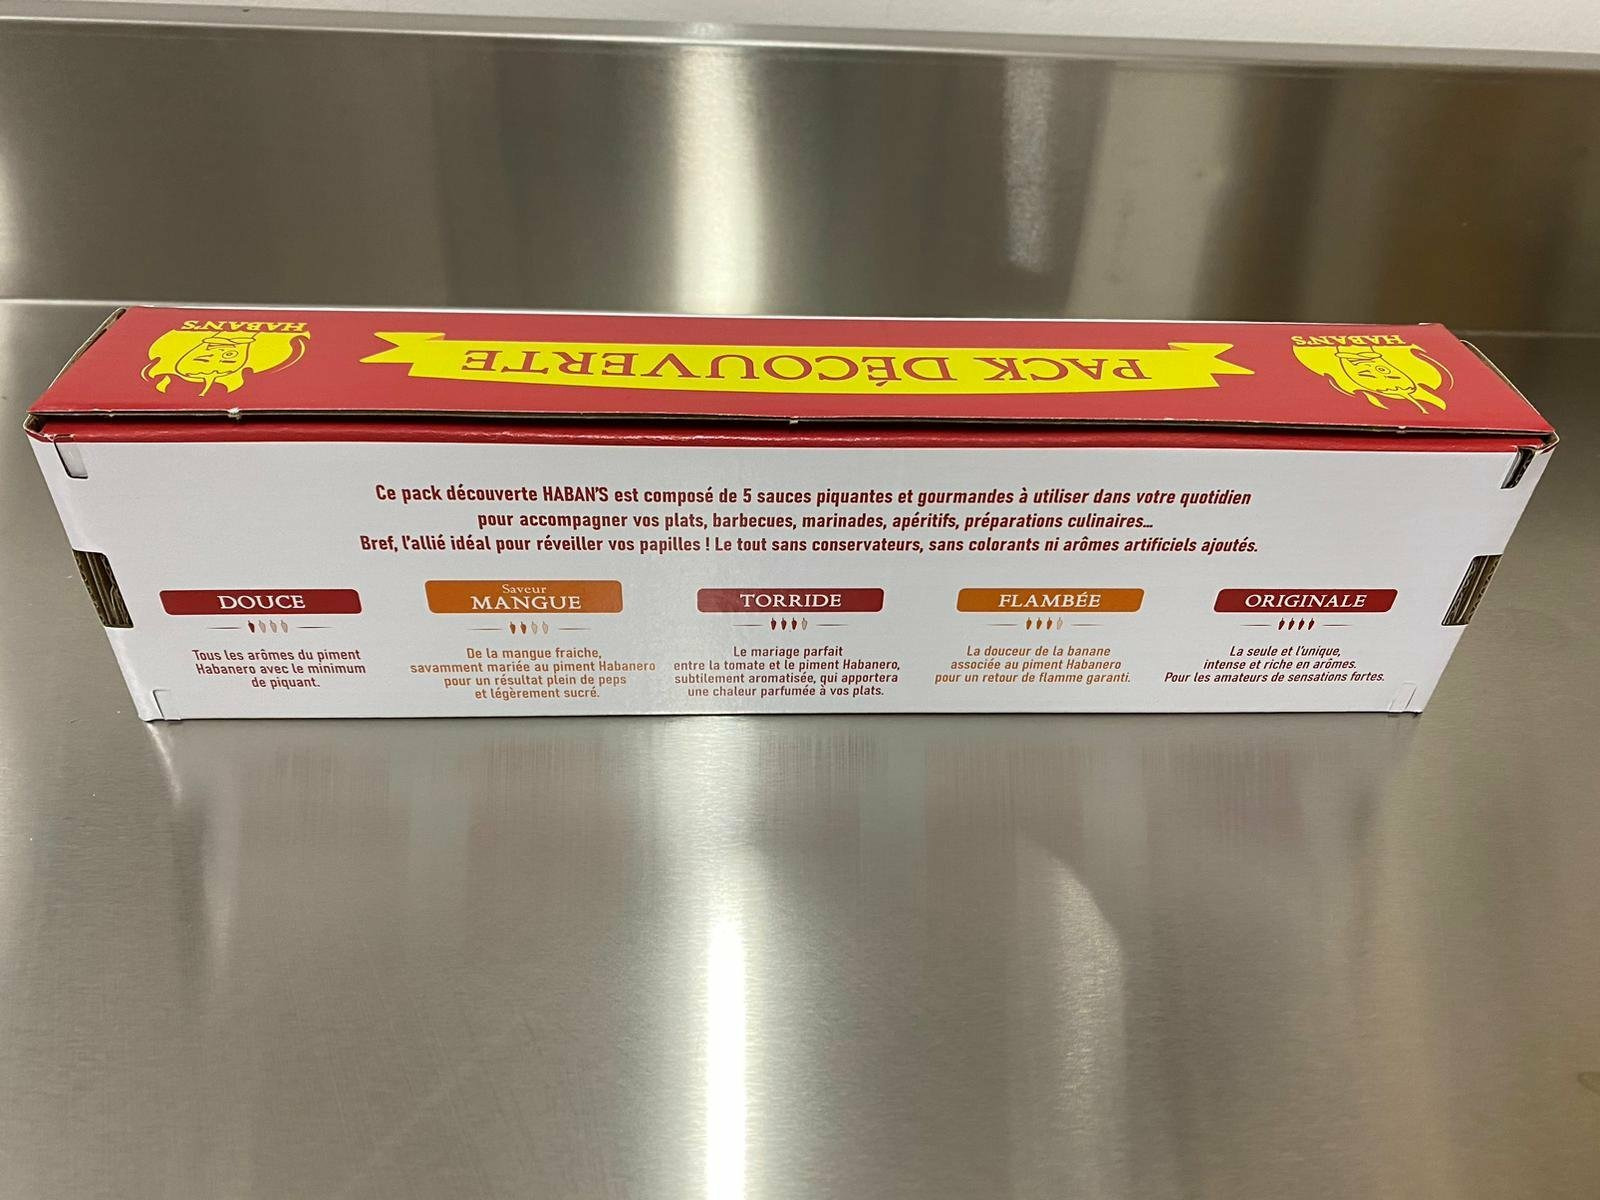 HABAN'S
PACK DÉCOUVERTE
HABAN'S
Ce pack découverte HABAN'S est composé de 5 sauces piquantes et gourmandes à utiliser dans votre quotidien
pour accompagner vos plats, barbecues, marinades, apéritifs, préparations culinaires...
Bref, l'allié idéal pour réveiller vos papilles ! Le tout sans conservateurs, sans colorants ni arômes artificiels ajoutés.
DOUCE
Tous les arômes du piment
Habanero avec le minimum
de piquant.
Saveur
MANGUE
De la mangue fraiche,
savamment mariée au piment Habanero
pour un résultat plein de peps
et légèrement sucré.
TORRIDE
Le mariage parfait
entre la tomate et le piment Habanero,
subtilement aromatisée, qui apportera
une chaleur parfumée à vos plats.
FLAMBÉE
La douceur de la banane
associée au piment Habanero
pour un retour de flamme garanti.
ORIGINALE
La seule et l'unique,
intense et riche en arômes.
Pour les amateurs de sensations fortes.